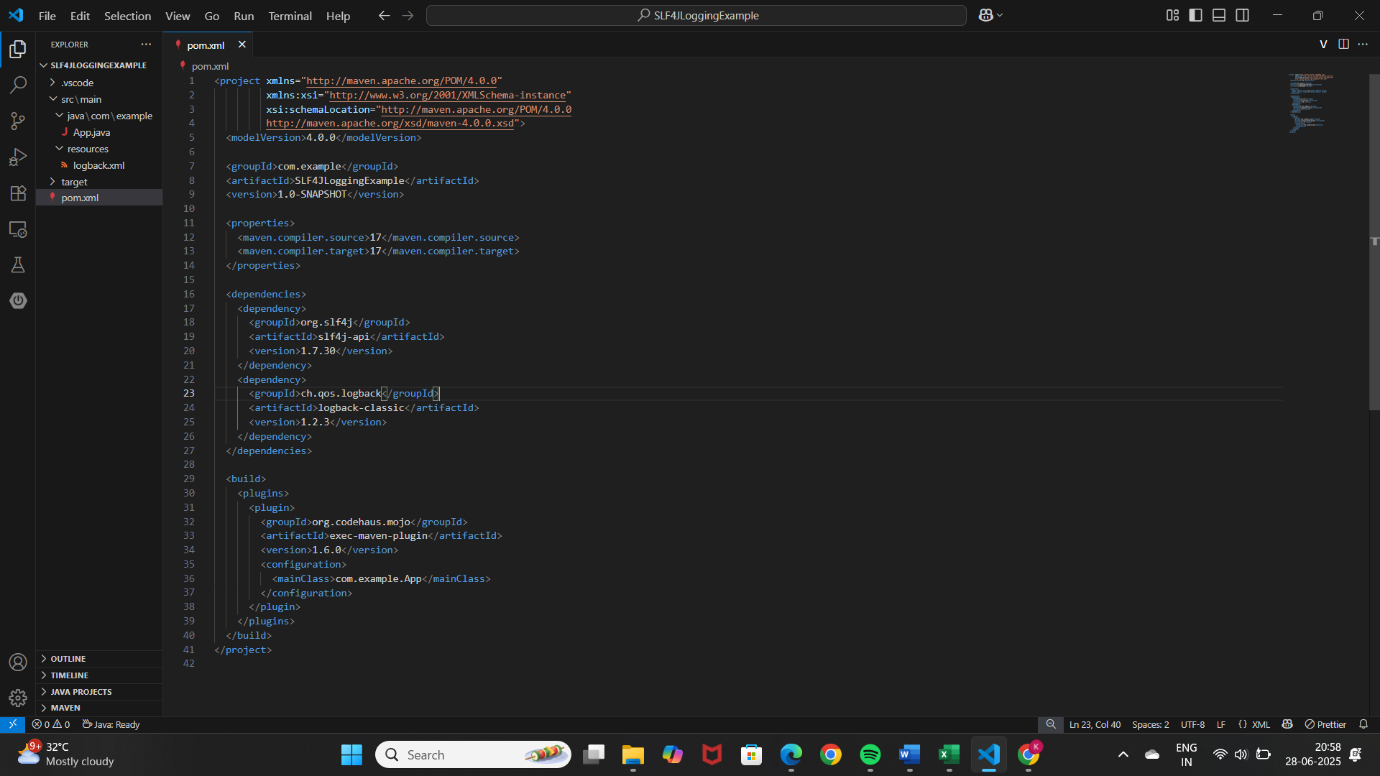 File Edit Selection View Go Run Terminal Help
SLF4JLoggingExample
EXPLORER
SLF4JLOGGINGEXAMPLE
.vscode
src\main
java\com\example
App.java
resources
logback.xml
target
pom.xml
pom.xml
pom.xml
1 <project xmlns="http://maven.apache.org/POM/4.0.0"
2 xmlns:xsi="http://www.w3.org/2001/XMLSchema-instance"
3 xsi:schemaLocation="http://maven.apache.org/POM/4.0.0
4 http://maven.apache.org/xsd/maven-4.0.0.xsd">
5 <modelVersion>4.0.0</modelVersion>
6
7 <groupId>com.example</groupId>
8 <artifactId>SLF4JLoggingExample</artifactId>
9 <version>1.0-SNAPSHOT</version>
10
11 <properties>
12 <maven.compiler.source>17</maven.compiler.source>
13 <maven.compiler.target>17</maven.compiler.target>
14 </properties>
15
16 <dependencies>
17 <dependency>
18 <groupId>org.slf4j</groupId>
19 <artifactId>slf4j-api</artifactId>
20 <version>1.7.30</version>
21 </dependency>
22 <dependency>
23 <groupId>ch.qos.logback</groupId>
24 <artifactId>logback-classic</artifactId>
25 <version>1.2.3</version>
26 </dependency>
27 </dependencies>
28
29 <build>
30 <plugins>
31 <plugin>
32 <groupId>org.codehaus.mojo</groupId>
33 <artifactId>exec-maven-plugin</artifactId>
34 <version>1.6.0</version>
35 <configuration>
36 <mainClass>com.example.App</mainClass>
37 </configuration>
38 </plugin>
39 </plugins>
40 </build>
41 </project>
42
OUTLINE
TIMELINE
JAVA PROJECTS
MAVEN
0 0 Java: Ready
Ln 23, Col 40 Spaces: 2 UTF-8 LF {} XML Prettier
9+ 32°C
Mostly cloudy
Search
K
ENG
IN
20:58
28-06-2025